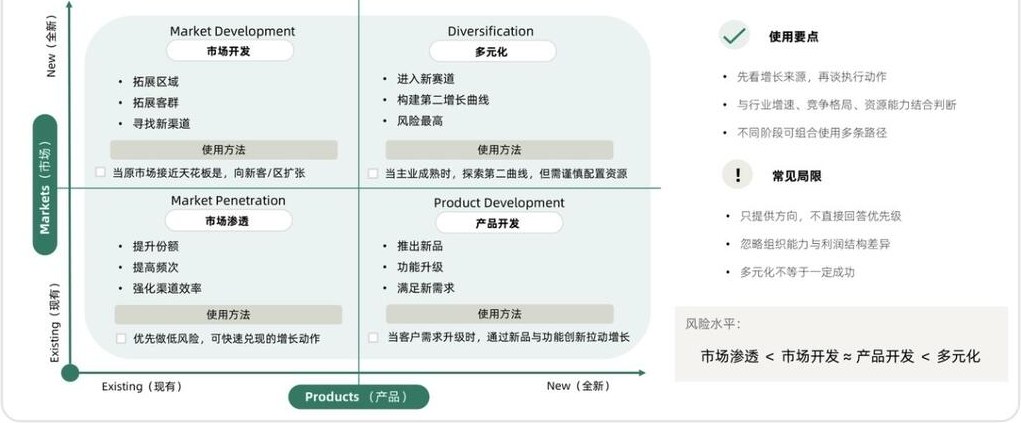 New（全新）
Markets（市场）
Existing（现有）
Market Development
市场开发
• 拓展区域
• 拓展客群
• 寻找新渠道
使用方法
当原市场接近天花板是，向新客/区扩张
Diversification
多元化
• 进入新赛道
• 构建第二增长曲线
• 风险最高
使用方法
当主业成熟时，探索第二曲线，但需谨慎配置资源
Market Penetration
市场渗透
• 提升份额
• 提高频次
• 强化渠道效率
使用方法
优先做低风险，可快速兑现的增长动作
Product Development
产品开发
• 推出新品
• 功能升级
• 满足新需求
使用方法
当客户需求升级时，通过新品与功能创新拉动增长
Existing（现有）
Products （产品）
New（全新）
使用要点
• 先看增长来源，再谈执行动作
• 与行业增速、竞争格局、资源能力结合判断
• 不同阶段可组合使用多条路径
常见局限
• 只提供方向，不直接回答优先级
• 忽略组织能力与利润结构差异
• 多元化不等于一定成功
风险水平：
市场渗透 < 市场开发 ≈ 产品开发 < 多元化